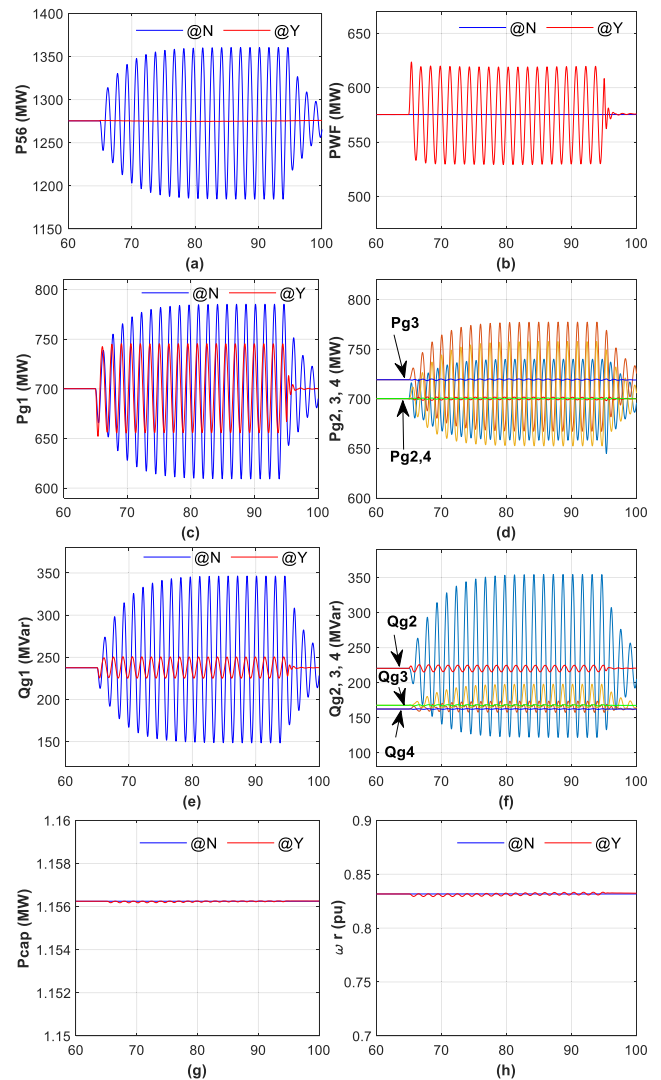 P56 (MW)
1400
1350
1300
1250
1200
1150
60 70 80 90 100
@N @Y
(a)
PWF (MW)
650
600
550
500
60 70 80 90 100
@N @Y
(b)
Pg1 (MW)
800
750
700
650
600
60 70 80 90 100
@N @Y
(c)
Pg2, 3, 4 (MW)
800
750
700
650
600
60 70 80 90 100
Pg3
Pg2,4
(d)
Qg1 (MVar)
350
300
250
200
150
60 70 80 90 100
@N @Y
(e)
Qg2, 3, 4 (MVar)
350
300
250
200
150
100
60 70 80 90 100
Qg2
Qg3
Qg4
(f)
Pcap (MW)
1.16
1.158
1.156
1.154
1.152
1.15
60 70 80 90 100
@N @Y
(g)
ω r (pu)
0.9
0.85
0.8
0.75
0.7
60 70 80 90 100
@N @Y
(h)